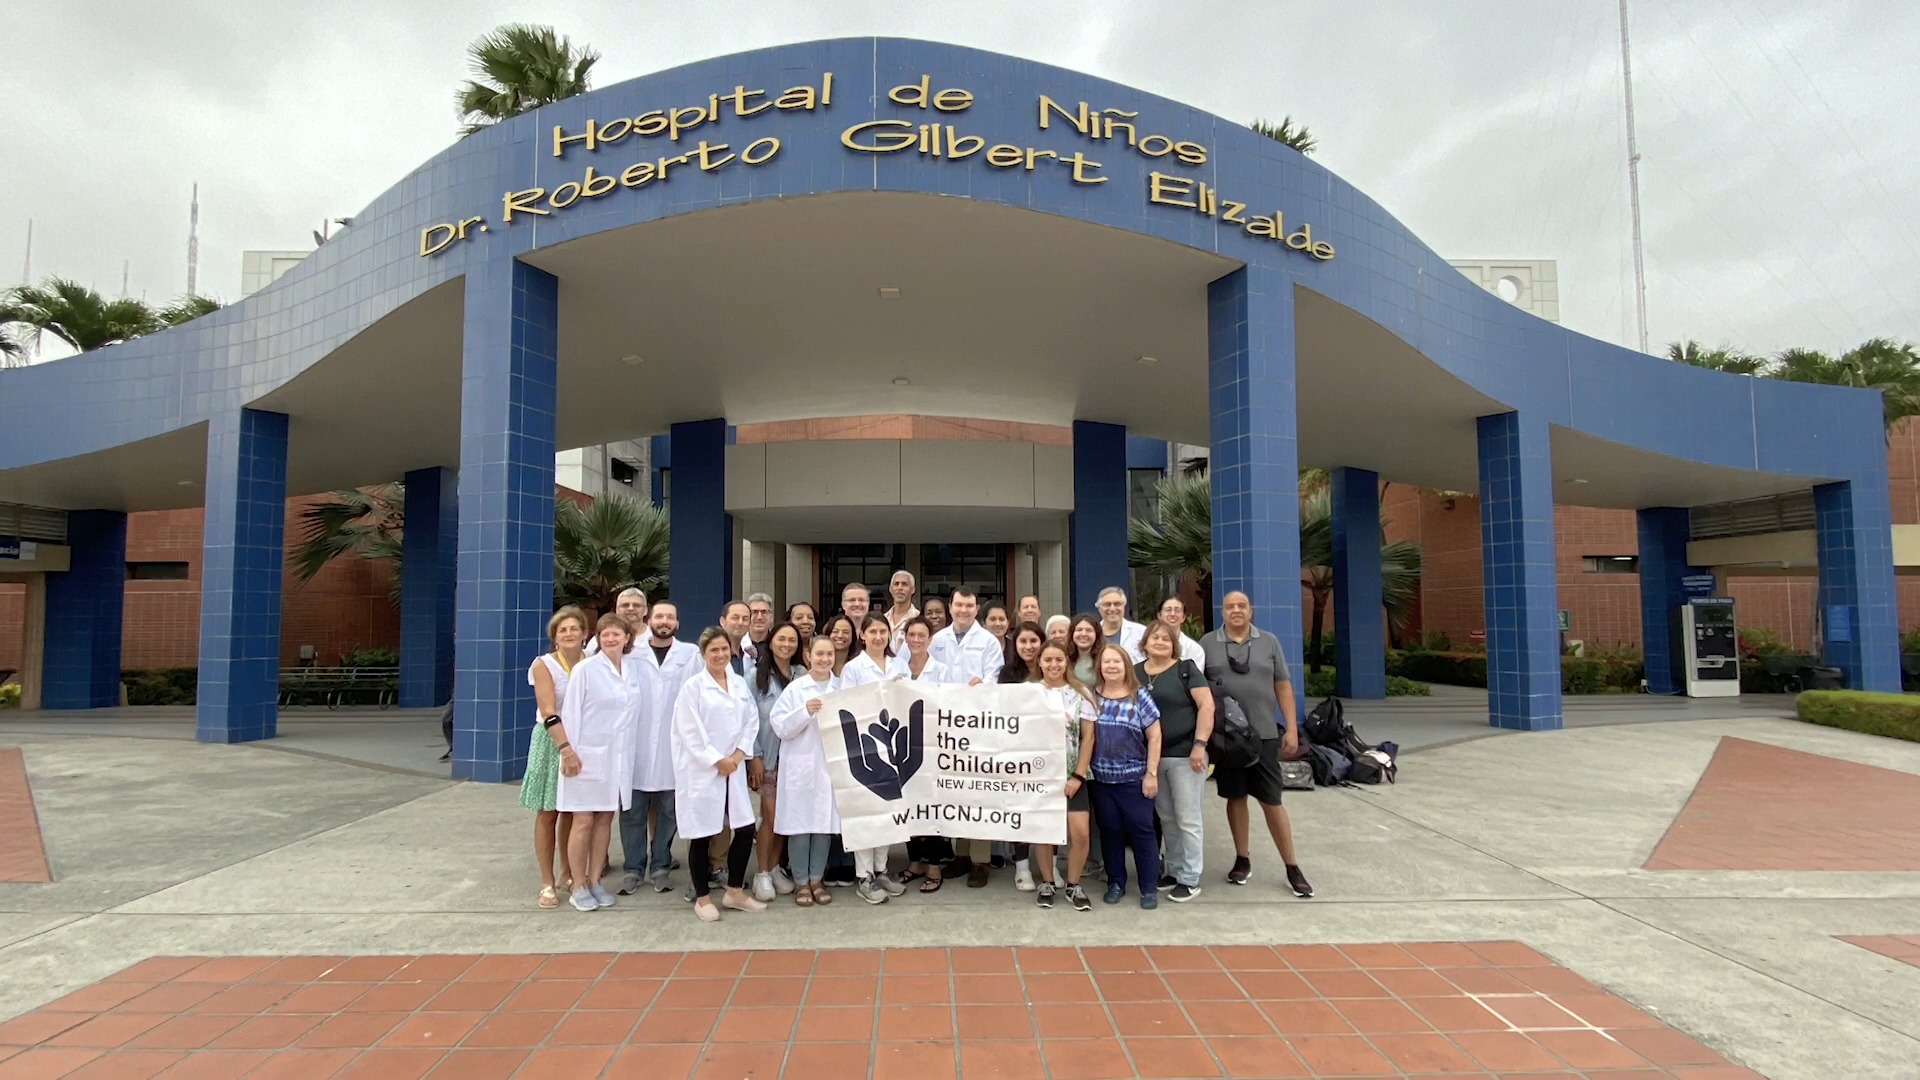 Hospital de Niños
Dr. Roberto Gilbert Elizalde
Healing
the
Children®
NEW JERSEY, INC.
w.HTCNJ.org